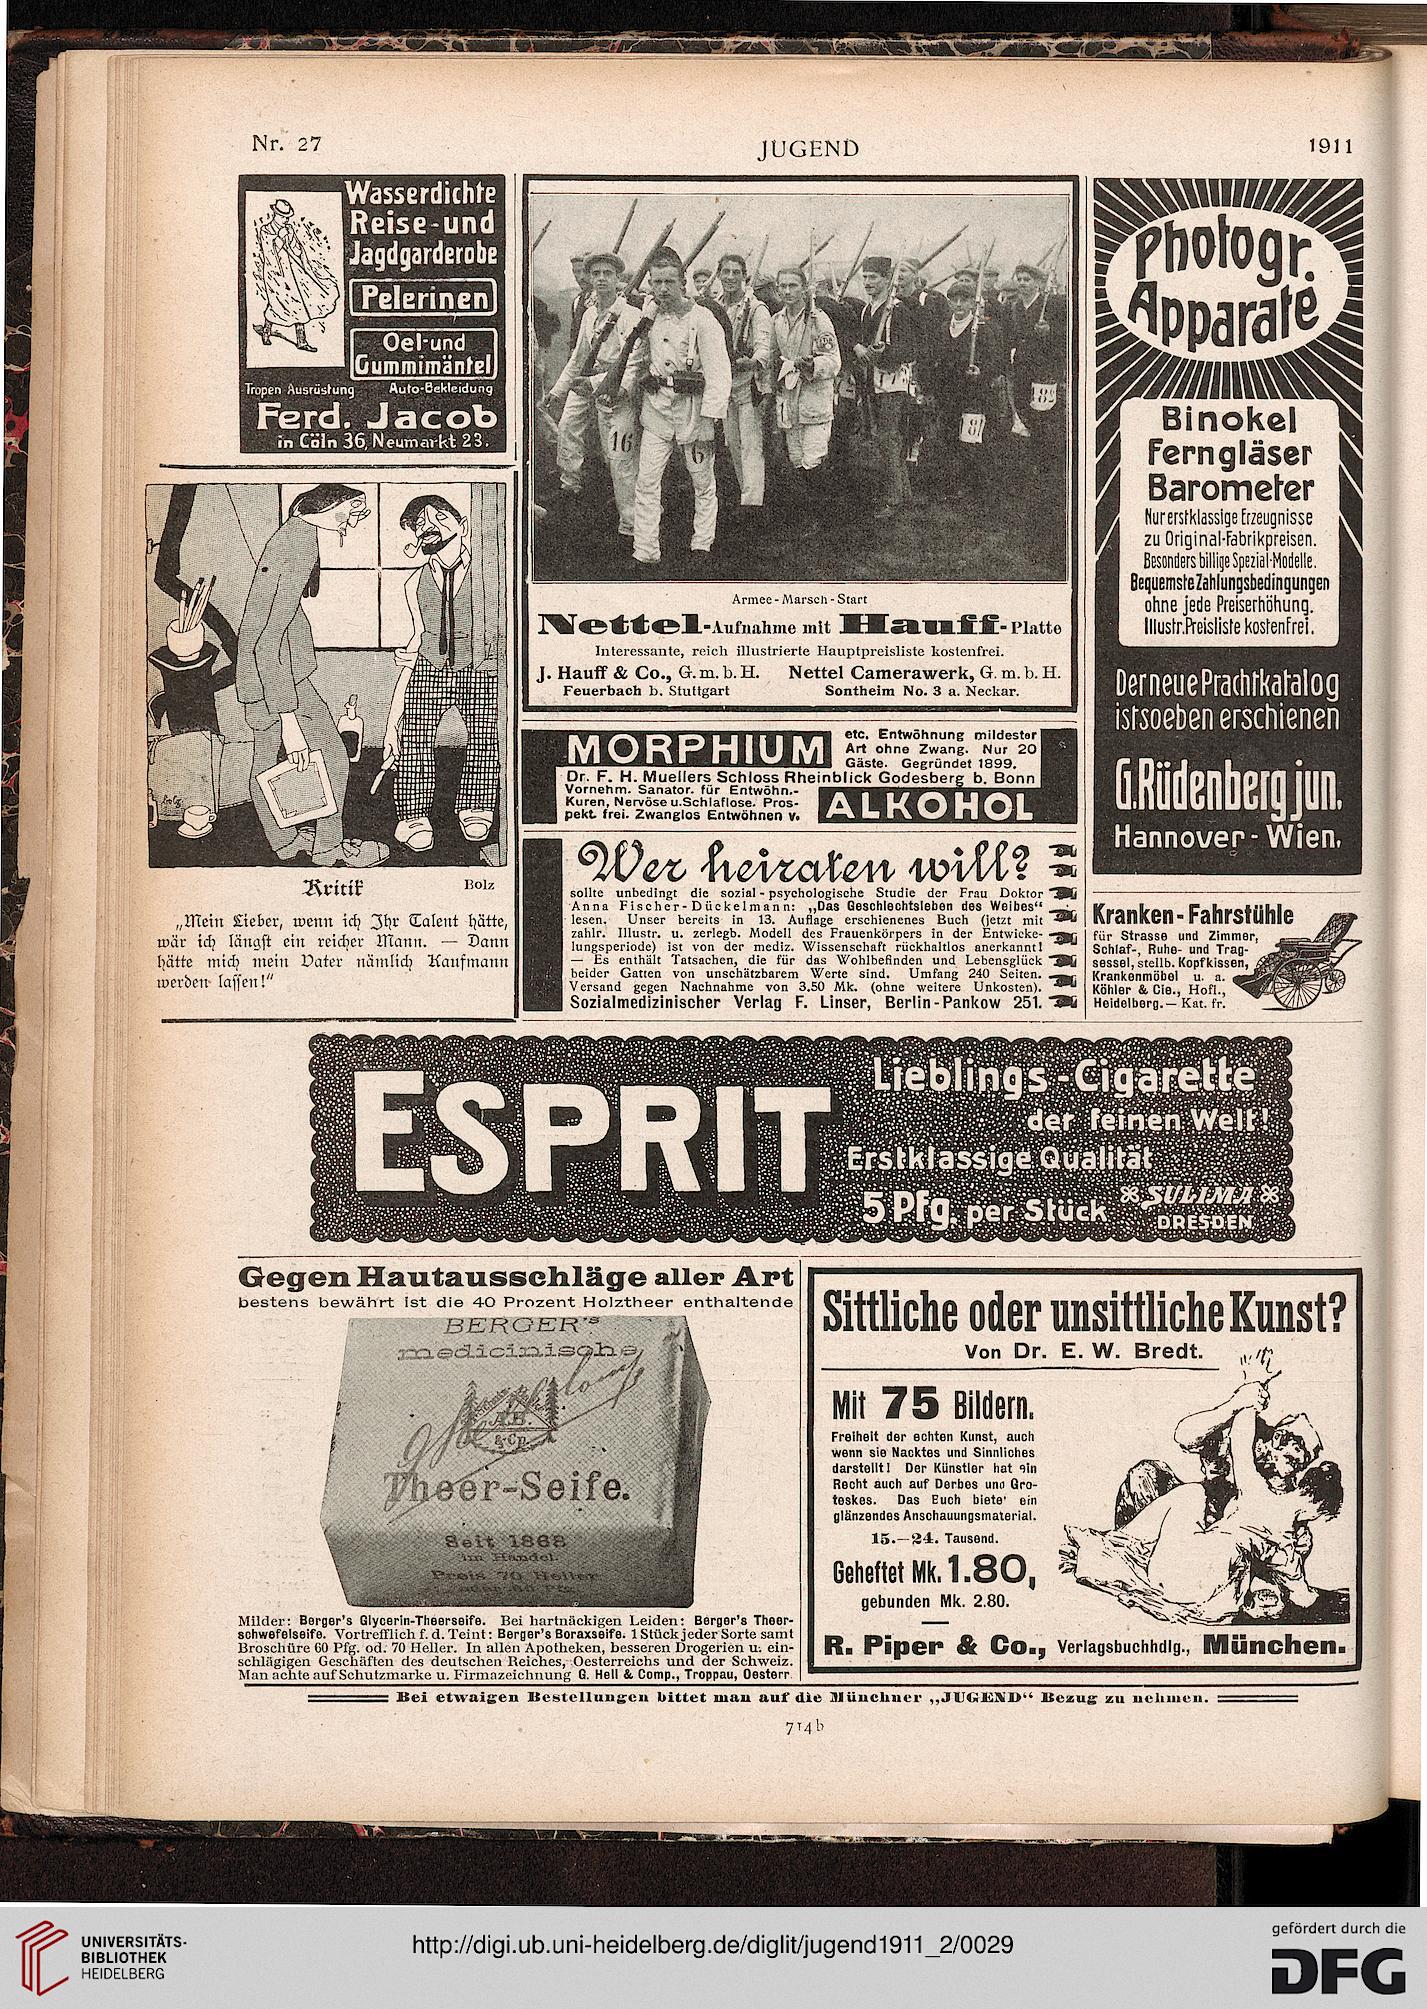 Nr. 27
JUGEND
1911
Wasserdichte
Reise-und
Jagdgarderobe
Pelerinen
Oel-und
Gummimäntel
Tropen Ausrüstung Auto-Bekleidung
Ferd. Jacob
in Cöln 36, Neumarkt 23.
Bolz
Kritik
Bolz
„Mein Lieber, wenn ich Ihr Talent hätte,
wär ich längst ein reicher Mann. — Dann
hätte mich mein Vater nämlich Kaufmann
werden lassen!“
16
6
181
182
Armee-Marsch-Start
Nettel-Aufnahme mit Hauff-Platte
Interessante, reich illustrierte Hauptpreisliste kostenfrei.
J. Hauff & Co., G. m. b. H. Nettel Camerawerk, G. m. b. H.
Feuerbach b. Stuttgart Sontheim No. 3 a. Neckar.
MORPHIUM
etc. Entwöhnung mildester
Art ohne Zwang. Nur 20
Gäste. Gegründet 1899.
Dr. F. H. Muellers Schloss Rheinblick Godesberg b. Bonn
Vornehm. Sanator. für Entwöhn.-
Kuren, Nervöse u. Schlaflose. Pros-
pekt. frei. Zwanglos Entwöhnen v.
ALKOHOL
Wer heiraten will?
sollte unbedingt die sozial-psychologische Studie der Frau Doktor
Anna Fischer-Dückelmann: „Das Geschlechtsleben des Weibes“
lesen. Unser bereits in 13. Auflage erschienenes Buch (jetzt mit
zahlr. Illustr. u. zerlegb. Modell des Frauenkörpers in der Entwicke-
lungsperiode) ist von der mediz. Wissenschaft rückhaltlos anerkannt!
— Es enthält Tatsachen, die für das Wohlbefinden und Lebensglück
beider Gatten von unschätzbarem Werte sind. Umfang 240 Seiten.
Versand gegen Nachnahme von 3.50 Mk. (ohne weitere Unkosten).
Sozialmedizinischer Verlag F. Linser, Berlin-Pankow 251.
Photogr.
Apparate
Binokel
Ferngläser
Barometer
Nur erstklassige Erzeugnisse
zu Original-Fabrikpreisen.
Besonders billige Spezial-Modelle.
Bequemste Zahlungsbedingungen
ohne jede Preiserhöhung.
Illustr. Preisliste kostenfrei.
Der neue Prachtkatalog
ist soeben erschienen
G. Rüdenberg jun.
Hannover - Wien.
Kranken-Fahrstühle
für Strasse und Zimmer,
Schlaf-, Ruhe- und Trag-
sessel, stellb. Kopfkissen,
Krankenmöbel u. a.
Köhler & Cie., Hofl.,
Heidelberg. — Kat. fr.
ESPRIT
Lieblings-Cigarette
der feinen Welt!
Erstklassige Qualität
5 Pfg. per Stück
SULIMA
DRESDEN
Gegen Hautausschläge aller Art
bestens bewährt ist die 40 Prozent Holztheer enthaltende
BERGER's
medicinische
A.B.
& Cp.
Theer-Seife.
Seit 1868
im Handel.
Preis 70 Heller
Milder: Berger's Glycerin-Theerseife. Bei hartnäckigen Leiden: Berger's Theer-
schwefelseife. Vortrefflich f. d. Teint: Berger's Boraxseife. 1 Stück jeder Sorte samt
Broschüre 60 Pfg. od. 70 Heller. In allen Apotheken, besseren Drogerien u. ein-
schlägigen Geschäften des deutschen Reiches, Oesterreichs und der Schweiz.
Man achte auf Schutzmarke u. Firmazeichnung G. Hell & Comp., Troppau, Oesterr.
Sittliche oder unsittliche Kunst?
Von Dr. E. W. Bredt.
Mit 75 Bildern.
Freiheit der echten Kunst, auch
wenn sie Nacktes und Sinnliches
darstellt! Der Künstler hat ein
Recht auch auf Derbes und Gro-
teskes. Das Buch bietet ein
glänzendes Anschauungsmaterial.
15.—24. Tausend.
Geheftet Mk. 1.80,
gebunden Mk. 2.80.
R. Piper & Co., Verlagsbuchhdlg., München.
Bei etwaigen Bestellungen bittet man auf die Münchner „JUGEND“ Bezug zu nehmen.
714b
UNIVERSITÄTS-
BIBLIOTHEK
HEIDELBERG
http://digi.ub.uni-heidelberg.de/diglit/jugend1911_2/0029
gefördert durch die
DFG